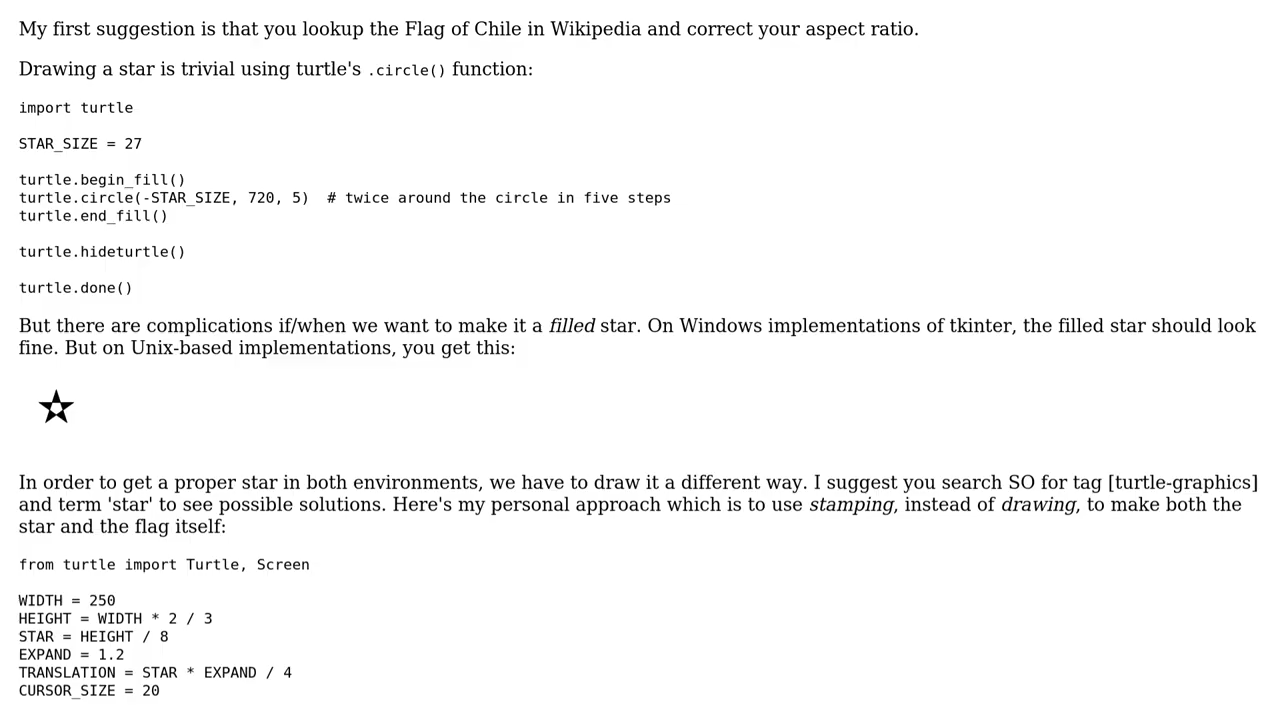 My first suggestion is that you lookup the Flag of Chile in Wikipedia and correct your aspect ratio.
Drawing a star is trivial using turtle's .circle() function:
import turtle
STAR_SIZE = 27
turtle.begin_fill()
turtle.circle(-STAR_SIZE, 720, 5)  # twice around the circle in five steps
turtle.end_fill()
turtle.hideturtle()
turtle.done()
But there are complications if/when we want to make it a filled star. On Windows implementations of tkinter, the filled star should look
fine. But on Unix-based implementations, you get this:
In order to get a proper star in both environments, we have to draw it a different way. I suggest you search SO for tag [turtle-graphics]
and term 'star' to see possible solutions. Here's my personal approach which is to use stamping, instead of drawing, to make both the
star and the flag itself:
from turtle import Turtle, Screen
WIDTH = 250
HEIGHT = WIDTH * 2 / 3
STAR = HEIGHT / 8
EXPAND = 1.2
TRANSLATION = STAR * EXPAND / 4
CURSOR_SIZE = 20